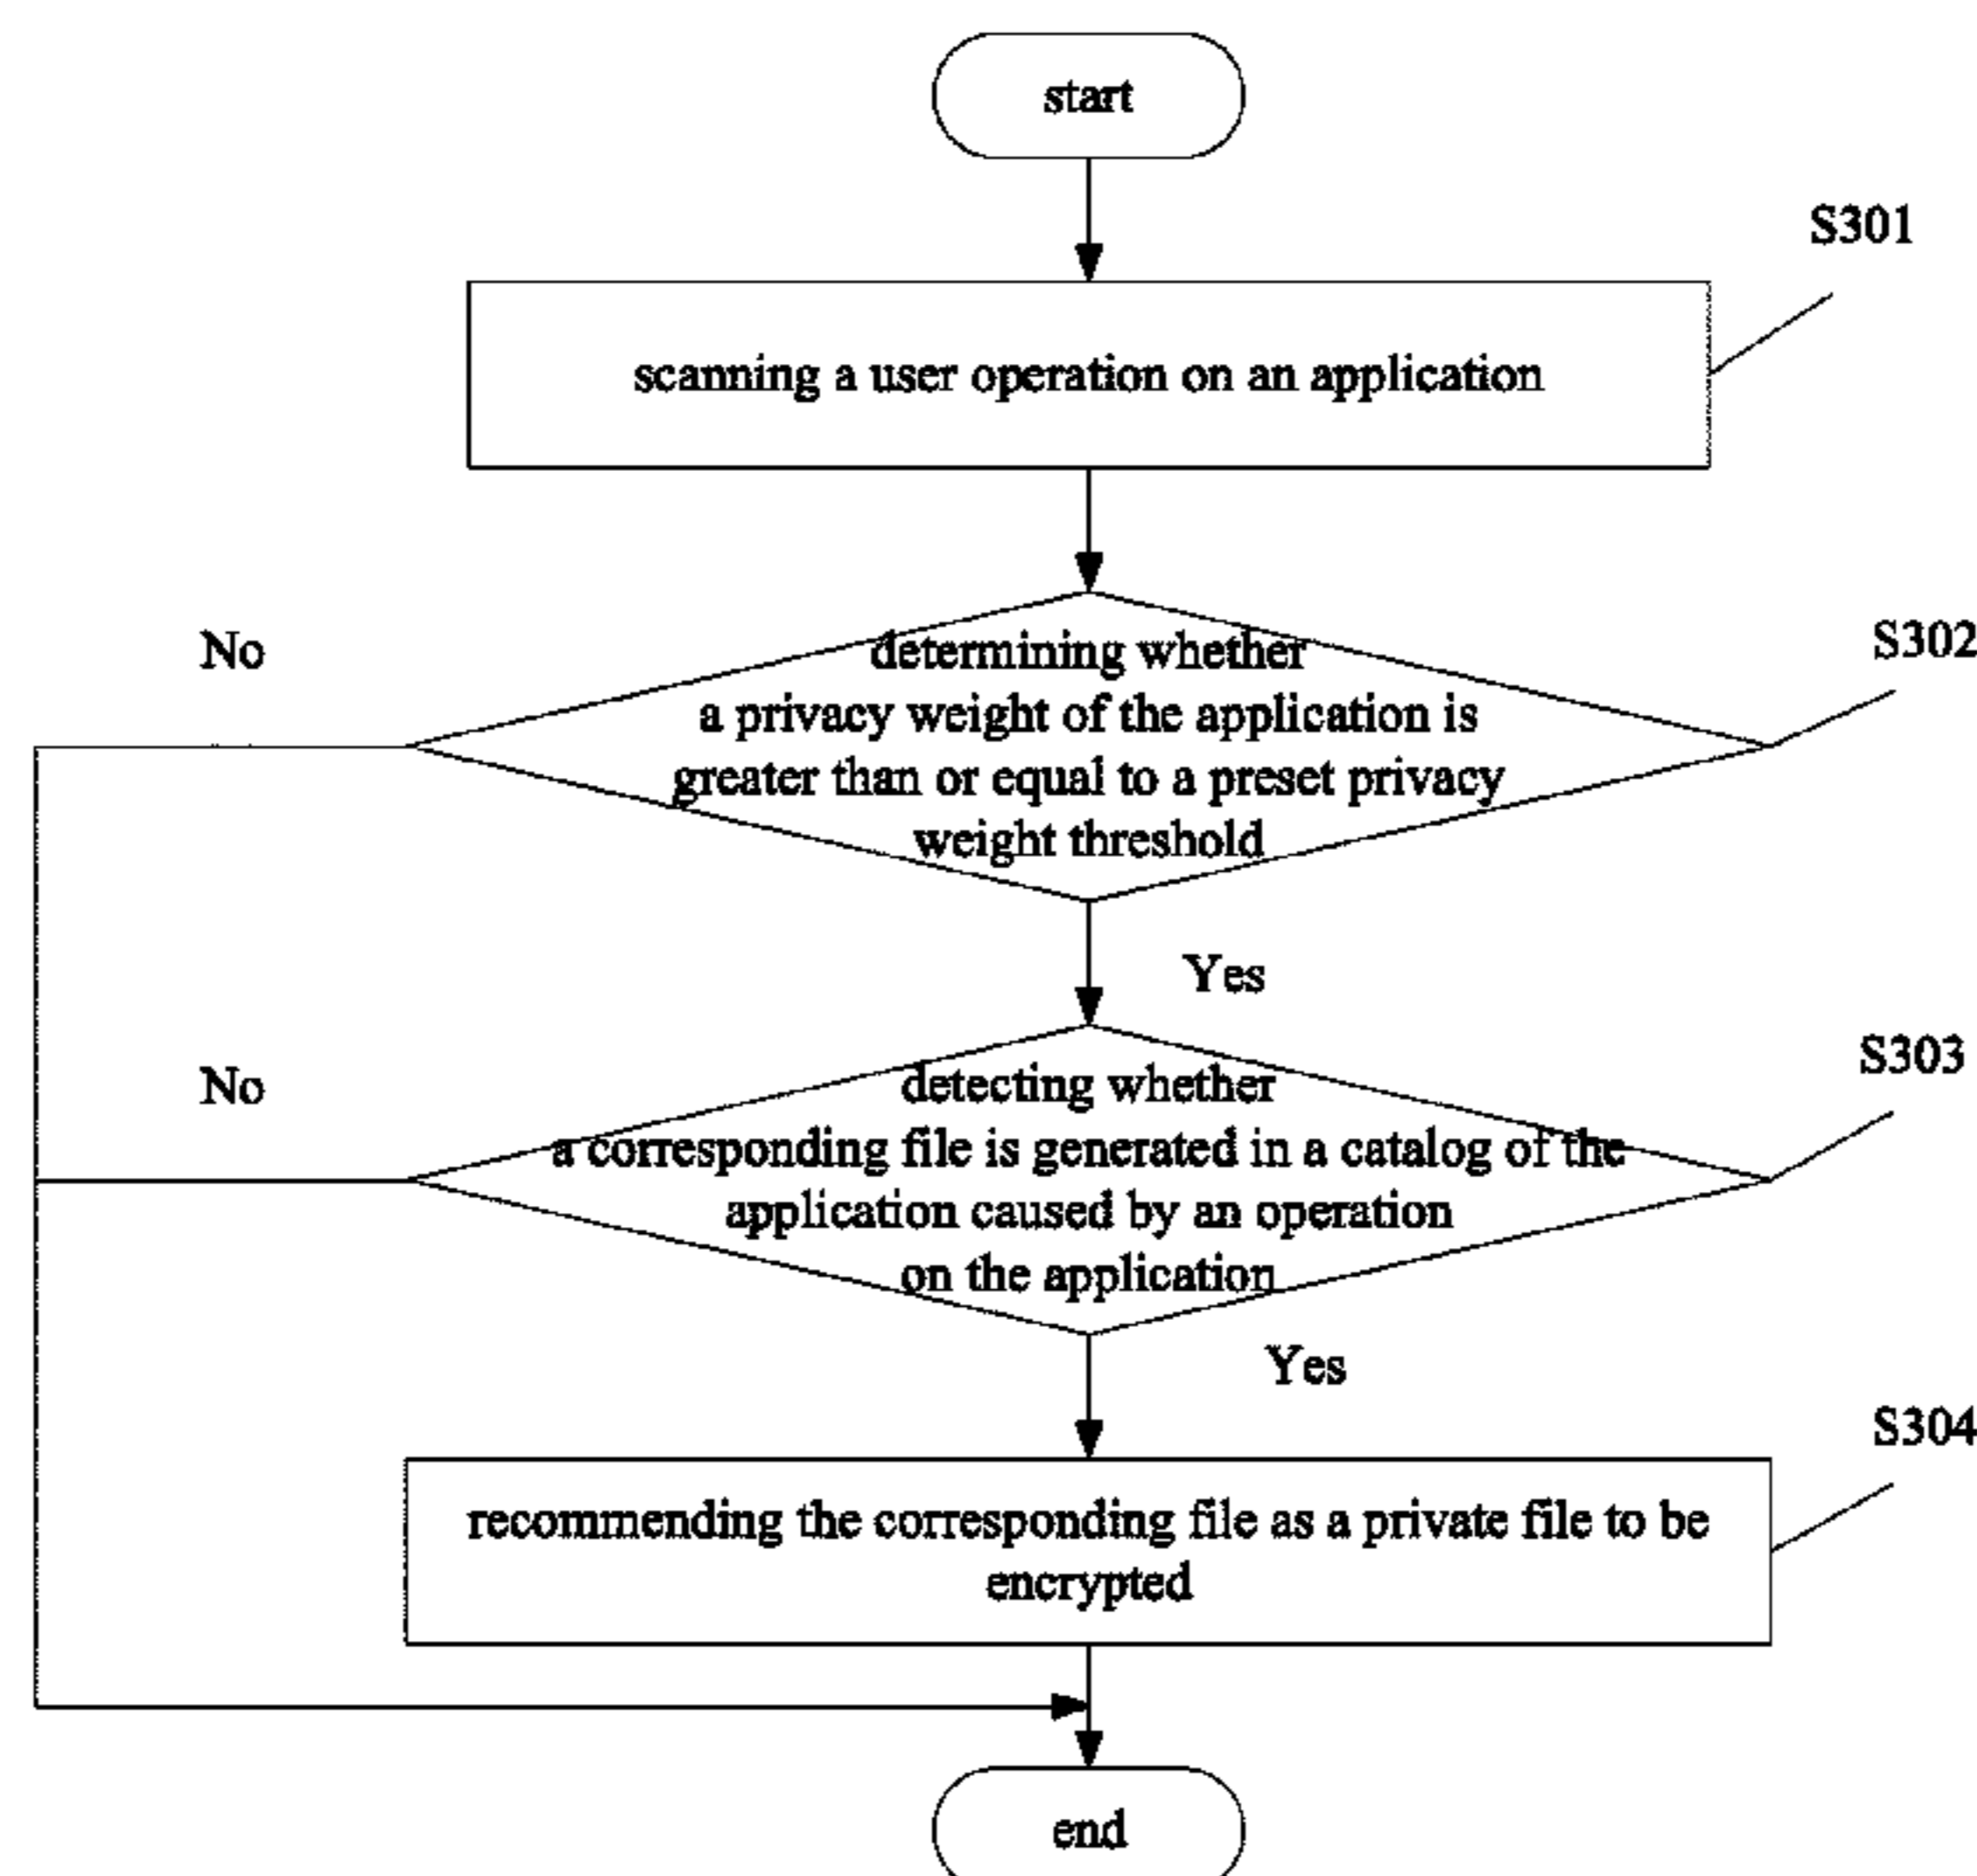 start
S301
scanning a user operation on an application
No
S302
determining whether
a privacy weight of the application is
greater than or equal to a preset privacy
weight threshold
Yes
No
S303
detecting whether
a corresponding file is generated in a catalog of the
application caused by an operation
on the application
Yes
S304
recommending the corresponding file as a private file to be
encrypted
end